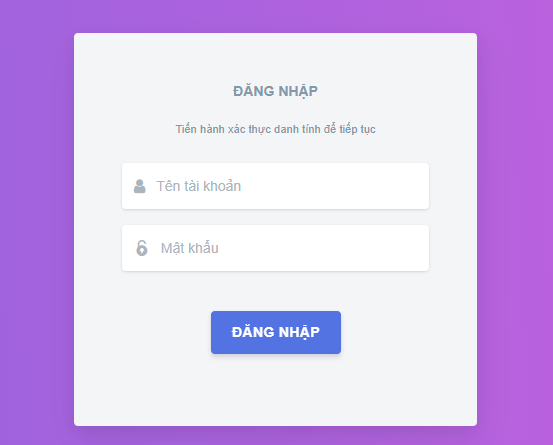 ĐĂNG NHẬP
Tiến hành xác thực danh tính để tiếp tục
Tên tài khoản
Mật khẩu
ĐĂNG NHẬP